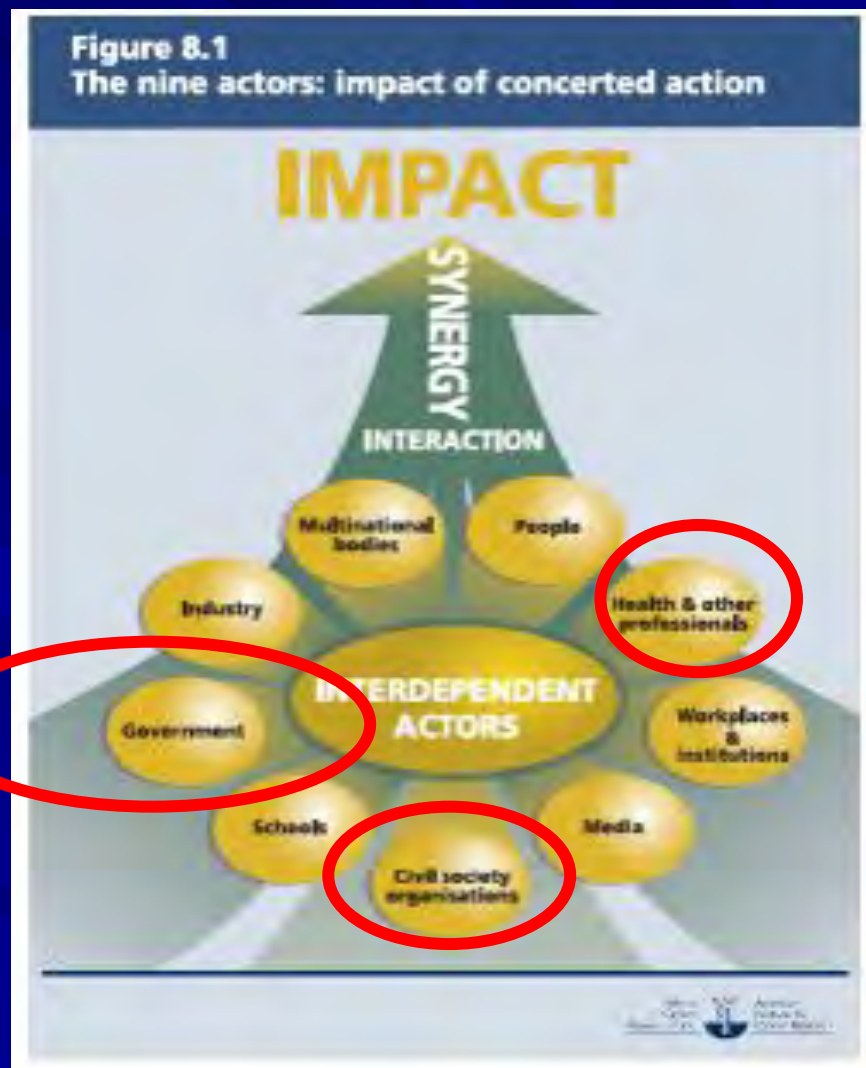 Figure 8.1
The nine actors: impact of concerted action
IMPACT
SYNERGY
INTERACTION
Multinational
bodies
People
Industry
Health & other
professionals
INTERDEPENDENT
ACTORS
Government
Workplaces
&
institutions
Schools
Media
Civil society
organisations